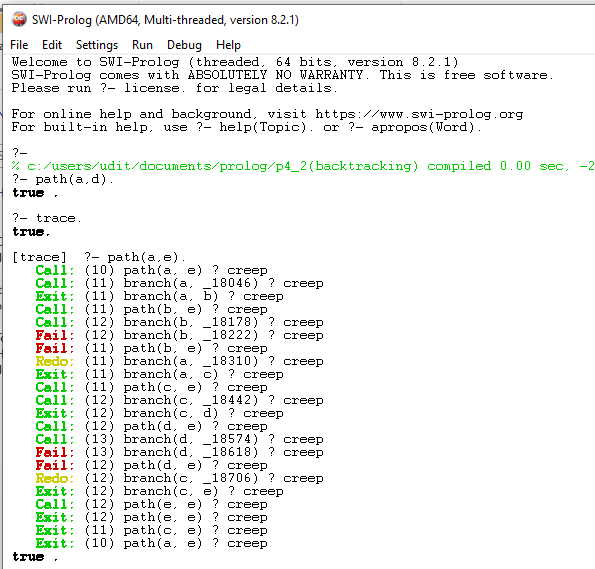 SWI-Prolog (AMD64, Multi-threaded, version 8.2.1)
File Edit Settings Run Debug Help
Welcome to SWI-Prolog (threaded, 64 bits, version 8.2.1)
SWI-Prolog comes with ABSOLUTELY NO WARRANTY. This is free software.
Please run ?- license. for legal details.
For online help and background, visit https://www.swi-prolog.org
For built-in help, use ?- help(Topic). or ?- apropos(Word).
?-
% c:/users/udit/documents/prolog/p4_2(backtracking) compiled 0.00 sec, -2
?- path(a,d).
true .
?- trace.
true.
[trace]  ?- path(a,e).
Call: (10) path(a, e) ? creep
Call: (11) branch(a, _18046) ? creep
Exit: (11) branch(a, b) ? creep
Call: (11) path(b, e) ? creep
Call: (12) branch(b, _18178) ? creep
Fail: (12) branch(b, _18222) ? creep
Fail: (11) path(b, e) ? creep
Redo: (11) branch(a, _18310) ? creep
Exit: (11) branch(a, c) ? creep
Call: (11) path(c, e) ? creep
Call: (12) branch(c, _18442) ? creep
Exit: (12) branch(c, d) ? creep
Call: (12) path(d, e) ? creep
Call: (13) branch(d, _18574) ? creep
Fail: (13) branch(d, _18618) ? creep
Fail: (12) path(d, e) ? creep
Redo: (12) branch(c, _18706) ? creep
Exit: (12) branch(c, e) ? creep
Call: (12) path(e, e) ? creep
Exit: (12) path(e, e) ? creep
Exit: (11) path(c, e) ? creep
Exit: (10) path(a, e) ? creep
true .